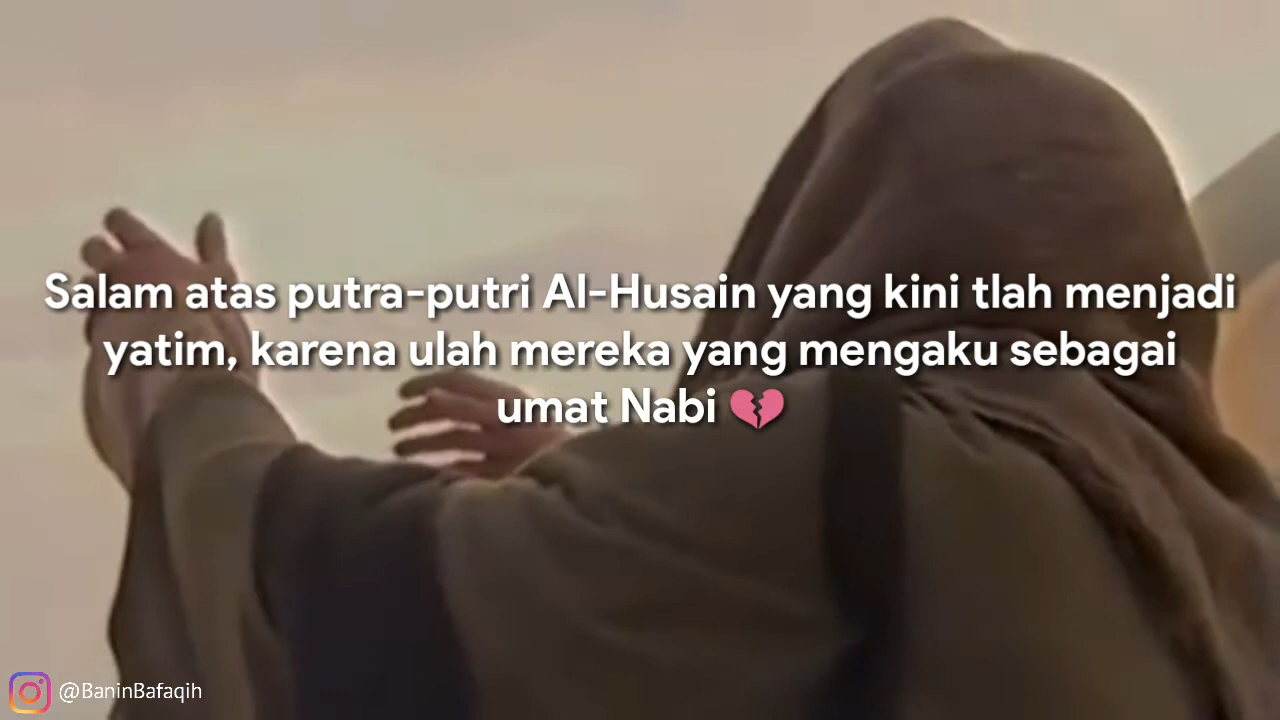 Salam atas putra-putri Al-Husain yang kini tlah menjadi
yatim, karena ulah mereka yang mengaku sebagai
umat Nabi 💔
@BaninBafaqih